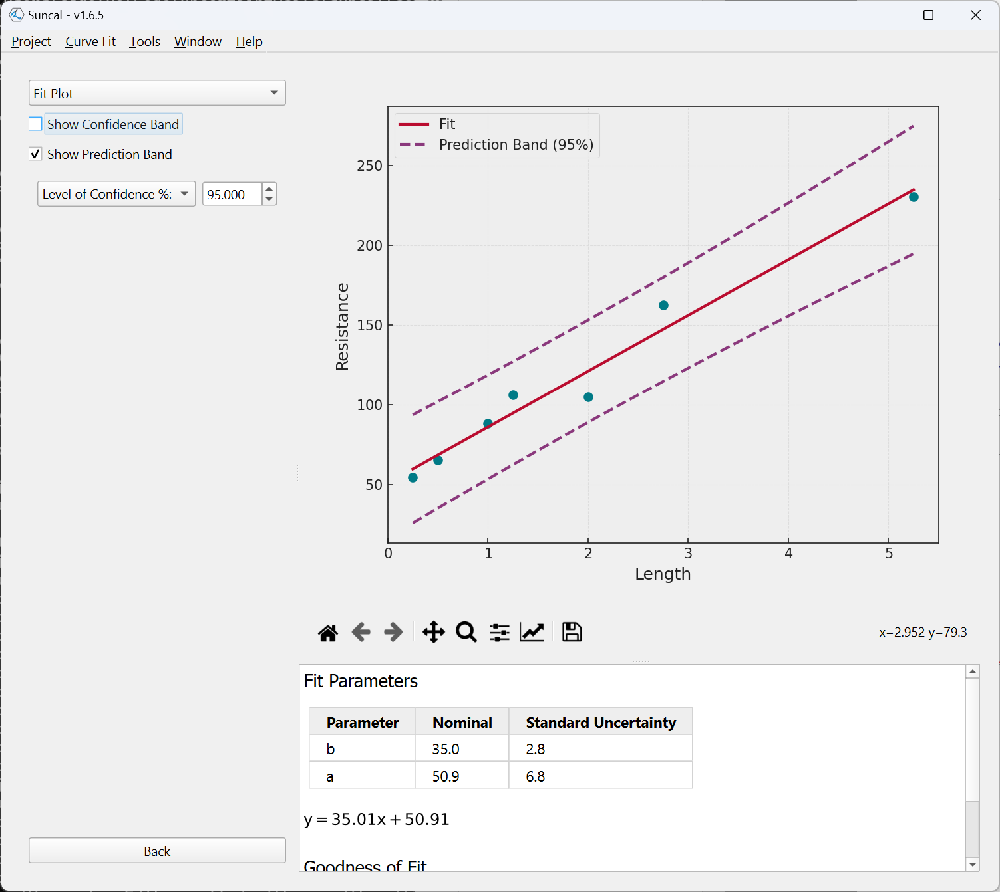 Suncal - v1.6.5
Project Curve Fit Tools Window Help
Fit Plot
Show Confidence Band
Show Prediction Band
Level of Confidence %: 95.000
Fit
Prediction Band (95%)
250
200
150
100
50
Resistance
0 1 2 3 4 5
Length
x=2.952 y=79.3
Fit Parameters
Parameter Nominal Standard Uncertainty
b 35.0 2.8
a 50.9 6.8
y = 35.01x + 50.91
Goodness of Fit
Back